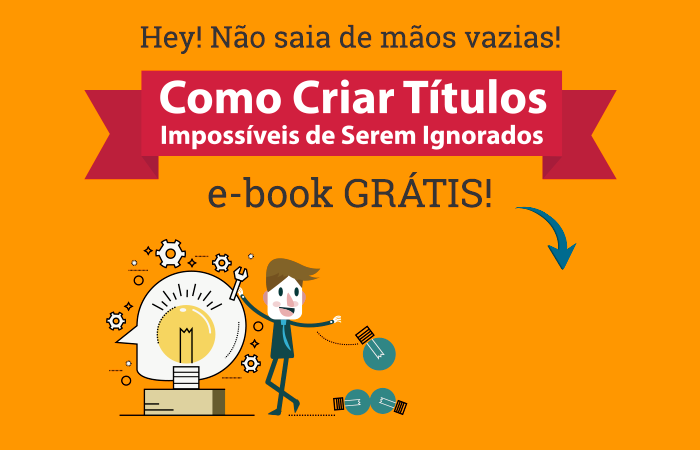 Hey! Não saia de mãos vazias!
Como Criar Títulos
Impossíveis de Serem Ignorados
e-book GRÁTIS!